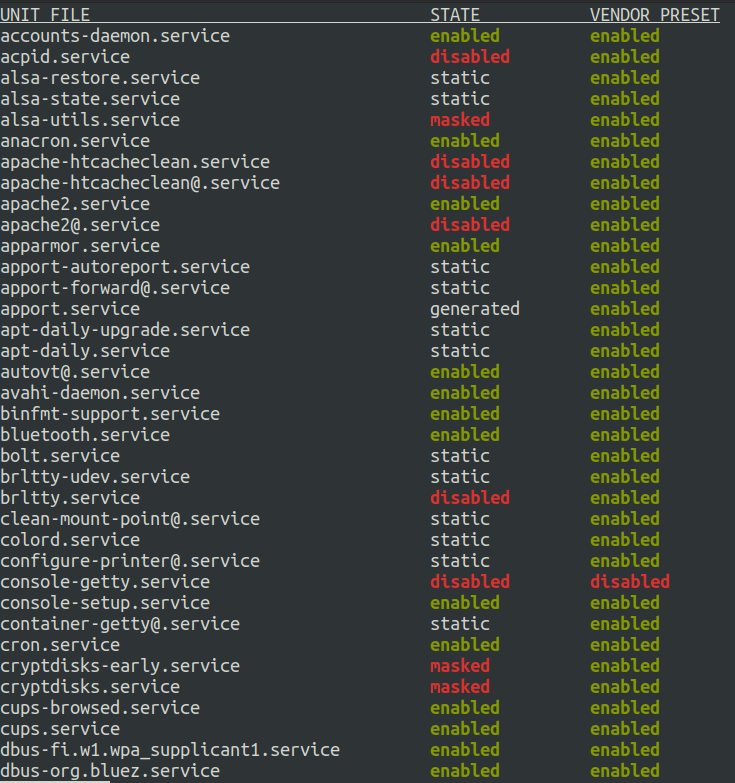 UNIT FILE STATE VENDOR PRESET
accounts-daemon.service enabled enabled
acpid.service disabled enabled
alsa-restore.service static enabled
alsa-state.service static enabled
alsa-utils.service masked enabled
anacron.service enabled enabled
apache-htcacheclean.service disabled enabled
apache-htcacheclean@.service disabled enabled
apache2.service enabled enabled
apache2@.service disabled enabled
apparmor.service enabled enabled
apport-autoreport.service static enabled
apport-forward@.service static enabled
apport.service generated enabled
apt-daily-upgrade.service static enabled
apt-daily.service static enabled
autovt@.service enabled enabled
avahi-daemon.service enabled enabled
binfmt-support.service enabled enabled
bluetooth.service enabled enabled
bolt.service static enabled
brltty-udev.service static enabled
brltty.service disabled enabled
clean-mount-point@.service static enabled
colord.service static enabled
configure-printer@.service static enabled
console-getty.service disabled disabled
console-setup.service enabled enabled
container-getty@.service static enabled
cron.service enabled enabled
cryptdisks-early.service masked enabled
cryptdisks.service masked enabled
cups-browsed.service enabled enabled
cups.service enabled enabled
dbus-fi.w1.wpa_supplicant1.service enabled enabled
dbus-org.bluez.service enabled enabled